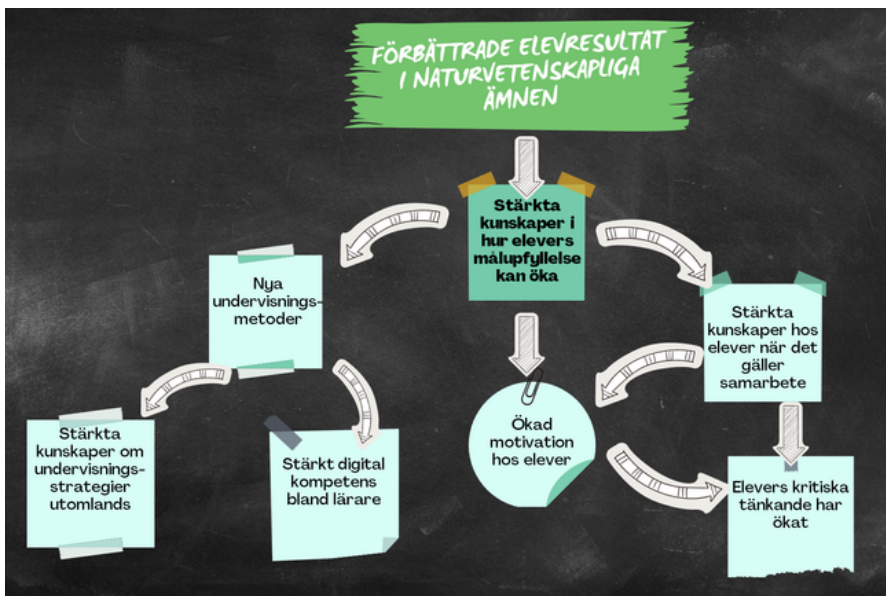 FÖRBÄTTRADE ELEVRESULTAT
I NATURVETENSKAPLIGA
ÄMNEN
Stärkta
kunskaper i
hur elevers
målupfyllelse
kan öka
Nya
undervisnings-
metoder
Stärkta
kunskaper hos
elever när det
gäller
samarbete
Stärkta
kunskaper om
undervisnings-
strategier
utomlands
Stärkt digital
kompetens
bland lärare
Ökad
motivation
hos elever
Elevers kritiska
tänkande har
ökat